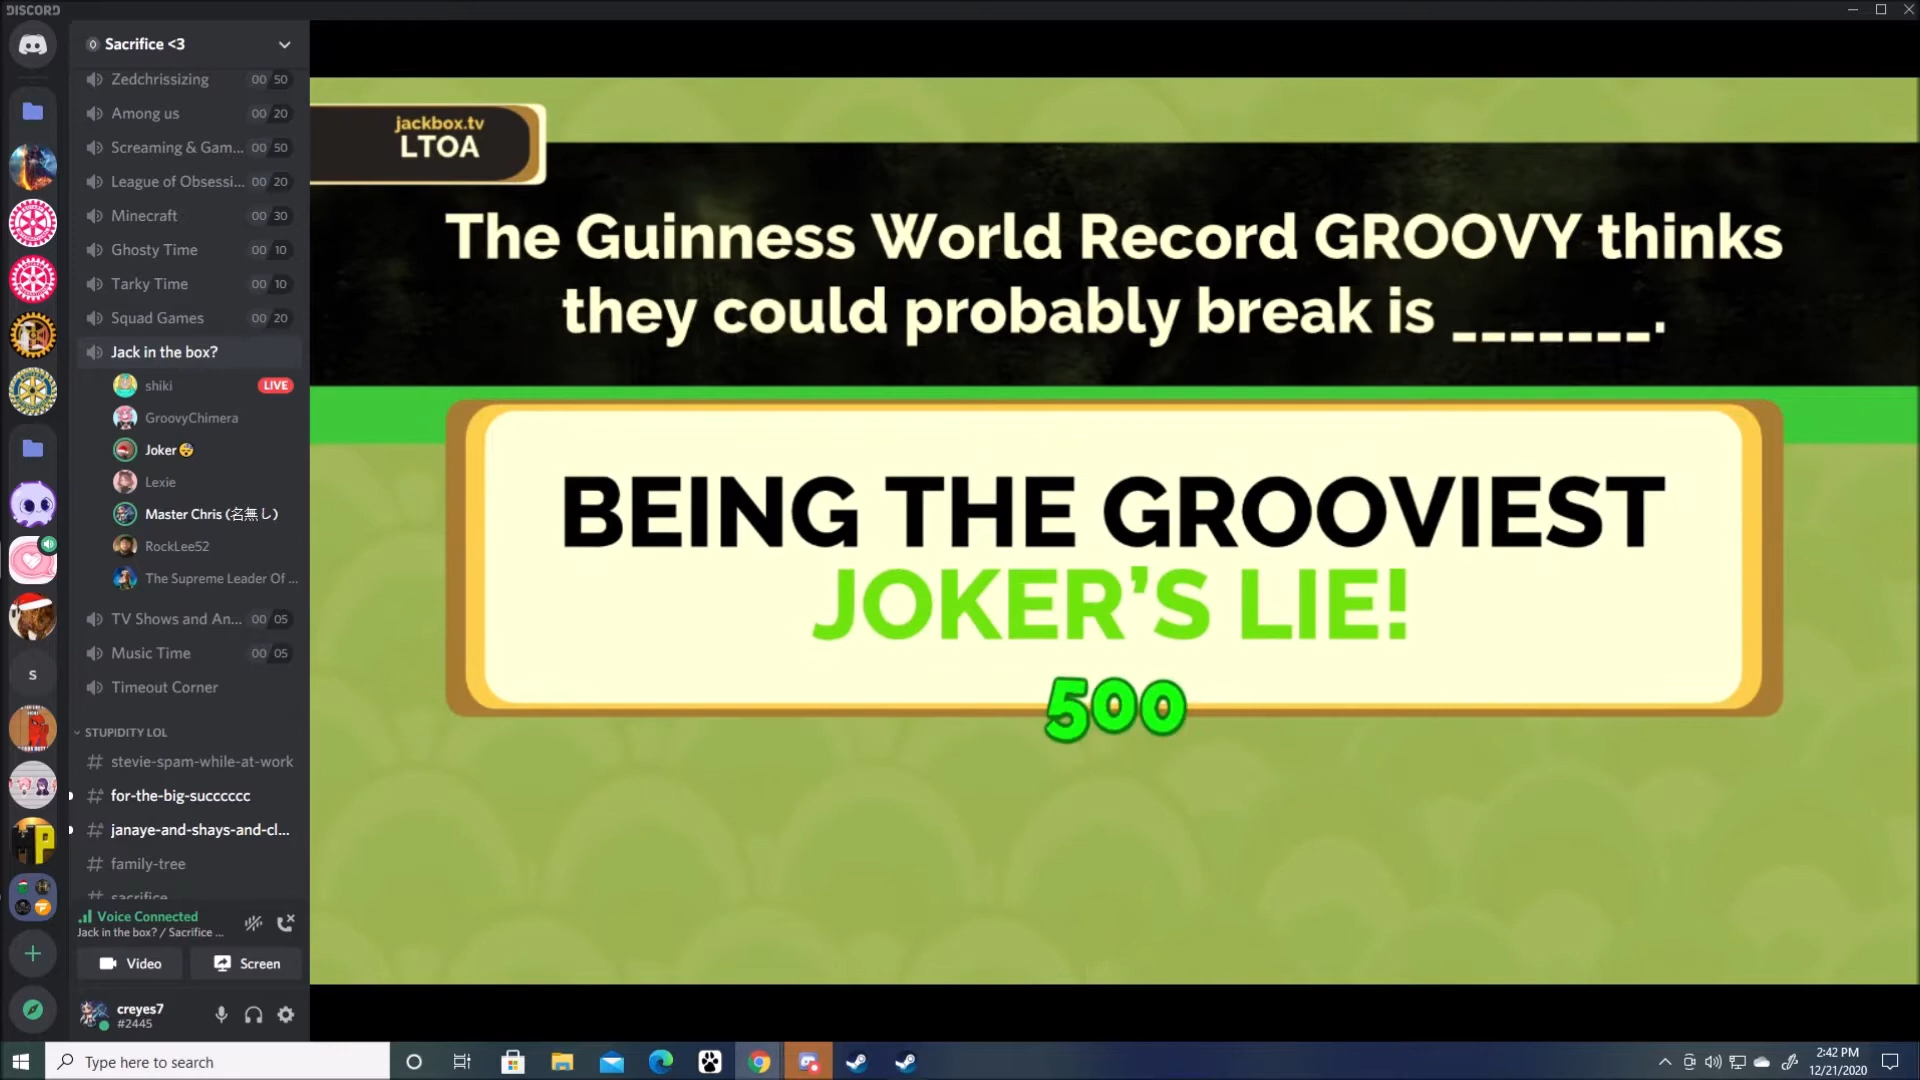 DISCORD
Sacrifice <3
Zedchrissizing 00 50
Among us 00 20
Screaming & Gam... 00 50
League of Obsessi... 00 20
Minecraft 00 30
Ghosty Time 00 10
Tarky Time 00 10
Squad Games 00 20
Jack in the box?
shiki LIVE
GroovyChimera
Joker
Lexie
Master Chris (名無し)
RockLee52
The Supreme Leader Of ...
TV Shows and An... 00 05
Music Time 00 05
Timeout Corner
STUPIDITY LOL
# stevie-spam-while-at-work
# for-the-big-succcccc
# janaye-and-shays-and-cl...
# family-tree
# sacrifice
Voice Connected
Jack in the box? / Sacrifice ...
Video Screen
creyes7
#2445
S
jackbox.tv
LTOA
The Guinness World Record GROOVY thinks
they could probably break is _______.
BEING THE GROOVIEST
JOKER'S LIE!
500
Type here to search
2:42 PM
12/21/2020